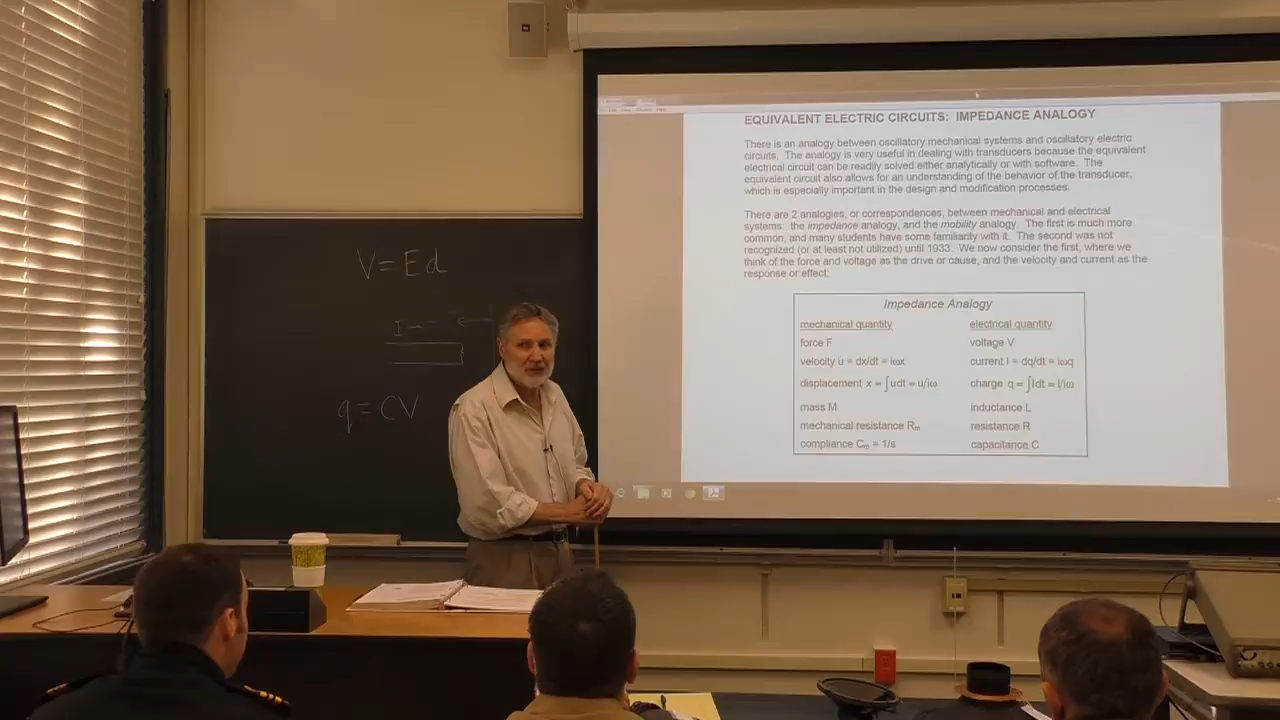 EQUIVALENT ELECTRIC CIRCUITS: IMPEDANCE ANALOGY
There is an analogy between oscillatory mechanical systems and oscillatory electric
circuits. The analogy is very useful in dealing with transducers because the equivalent
electrical circuit can be readily solved either analytically or with software. The
equivalent circuit also allows for an understanding of the behavior of the transducer,
which is especially important in the design and modification processes.
There are 2 analogies, or correspondences, between mechanical and electrical
systems: the impedance analogy, and the mobility analogy. The first is much more
common, and many students have some familiarity with it. The second was not
recognized (or at least not utilized) until 1933. We now consider the first, where we
think of the force and voltage as the drive or cause, and the velocity and current as the
response or effect:
Impedance Analogy
mechanical quantity electrical quantity
force F voltage V
velocity u = dx/dt = iωx current I = dq/dt = iωq
displacement x = ∫udt = u/iω charge q = ∫Idt = I/iω
mass M inductance L
mechanical resistance Rₘ resistance R
compliance Cₘ = 1/s capacitance C
V = Ed
I
q = CV